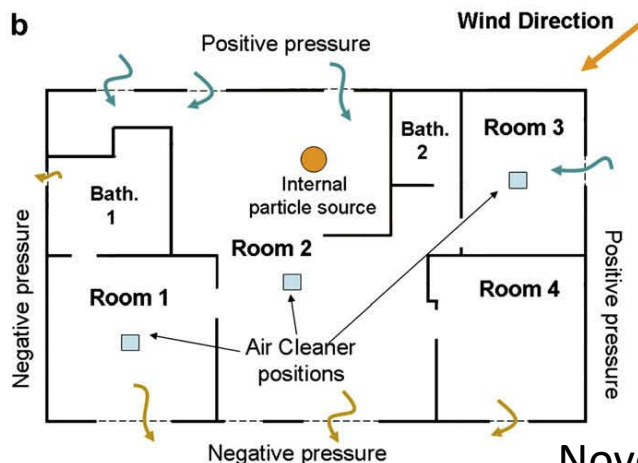 b
Wind Direction
Positive pressure
Bath.
2
Room 3
Internal
particle source
Bath.
1
Room 2
Negative pressure
Positive pressure
Room 1
Room 4
Air Cleaner
positions
Negative pressure